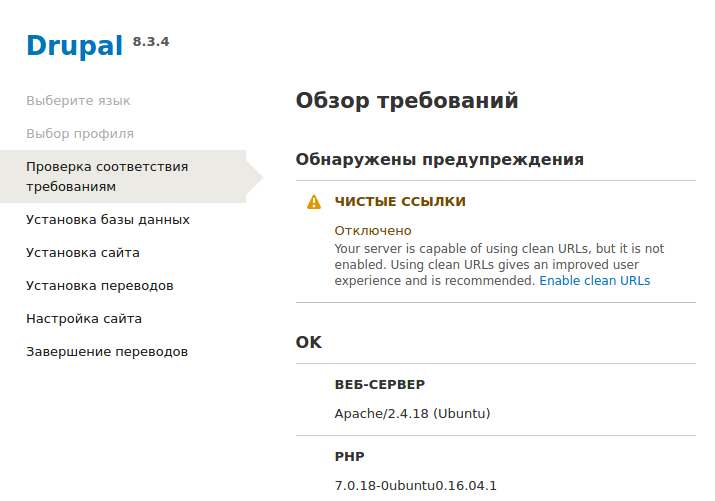 Drupal 8.3.4
Выберите язык
Выбор профиля
Проверка соответствия
требованиям
Установка базы данных
Установка сайта
Установка переводов
Настройка сайта
Завершение переводов
Обзор требований
Обнаружены предупреждения
ЧИСТЫЕ ССЫЛКИ
Отключено
Your server is capable of using clean URLs, but it is not
enabled. Using clean URLs gives an improved user
experience and is recommended. Enable clean URLs
OK
ВЕБ-СЕРВЕР
Apache/2.4.18 (Ubuntu)
PHP
7.0.18-0ubuntu0.16.04.1